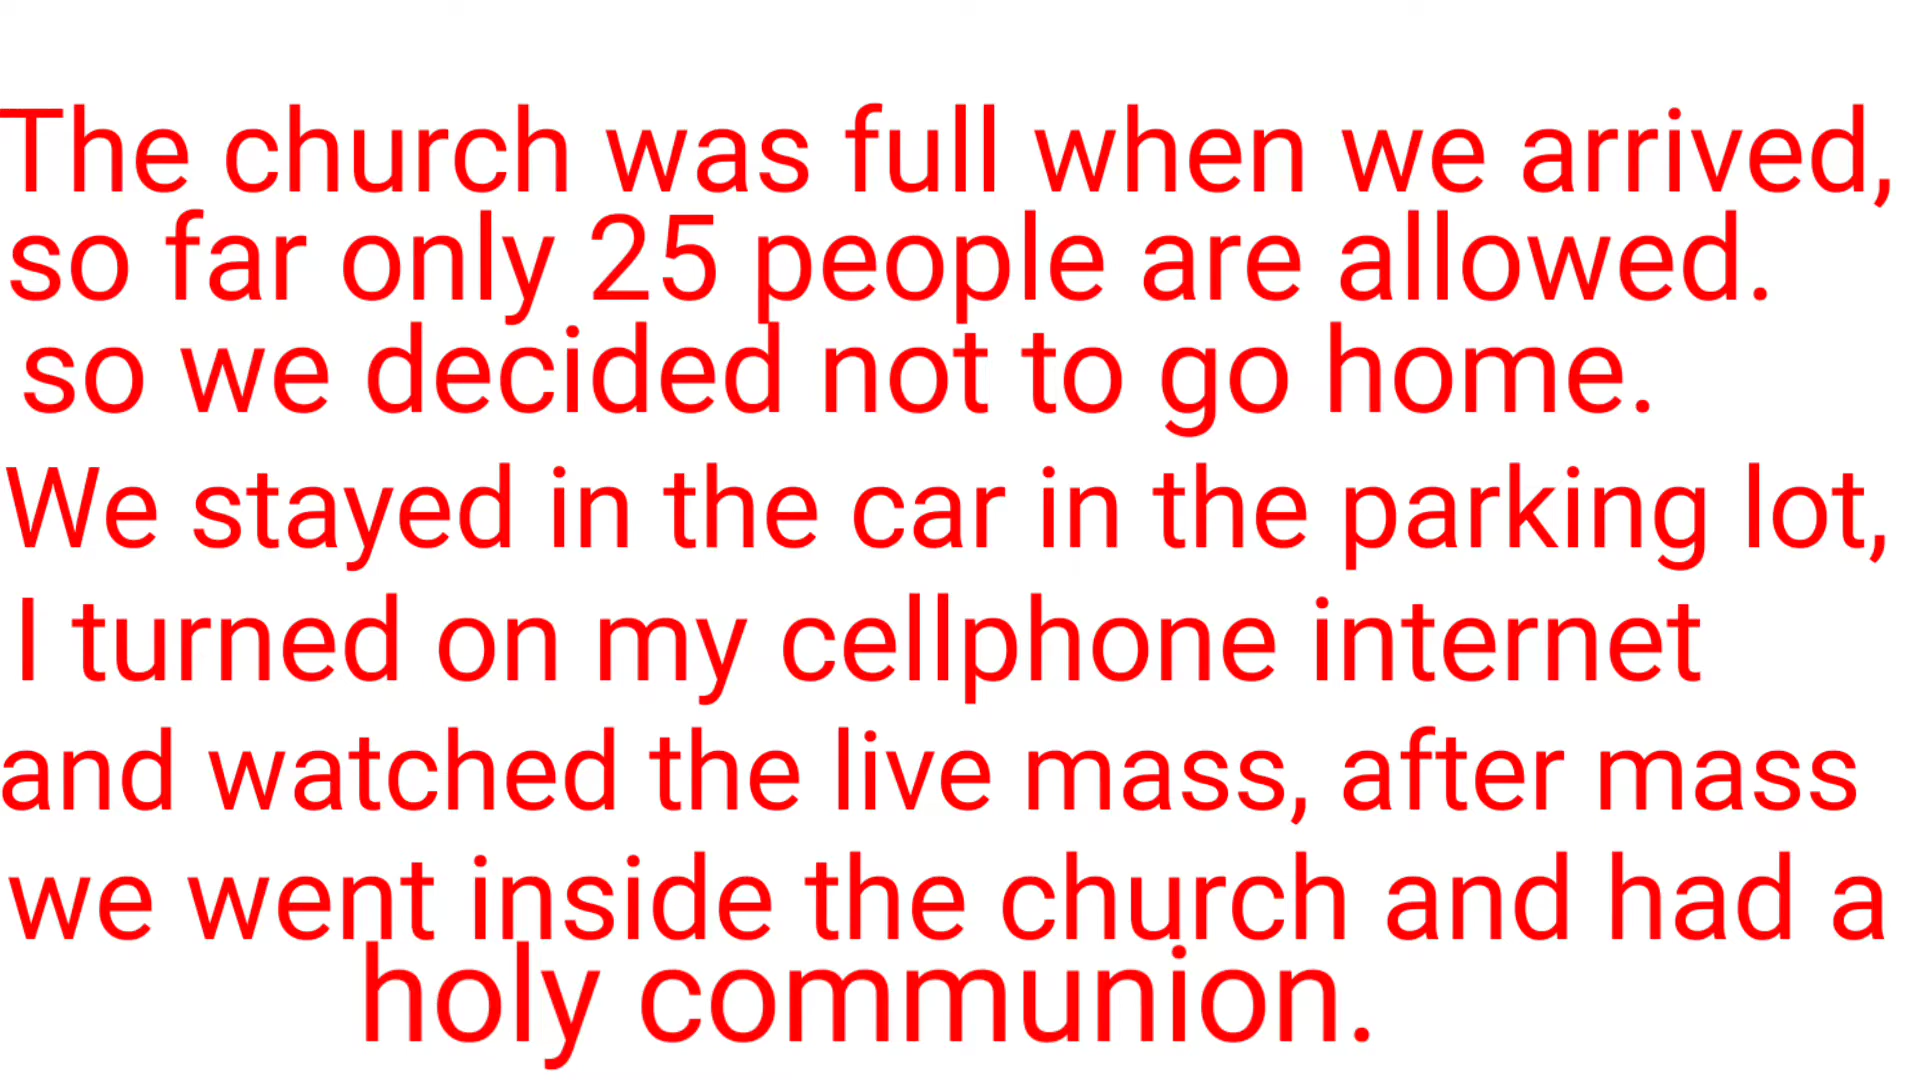 The church was full when we arrived,
so far only 25 people are allowed.
so we decided not to go home.
We stayed in the car in the parking lot,
I turned on my cellphone internet
and watched the live mass, after mass
we went inside the church and had a
holy communion.